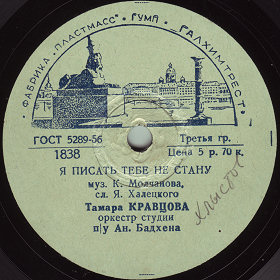 ФАБРИКА „ПЛАСТМАСС" • ГУМП • ГАЛХИМТРЕСТ •
ГОСТ 5289-56
Третья гр.
1838
Цена 5 р. 70 к.
Я ПИСАТЬ ТЕБЕ НЕ СТАНУ
муз. К. Молчанова,
сл. Я. Халецкого
Тамара КРАВЦОВА
оркестр студии
п/у Ан. Бадхена